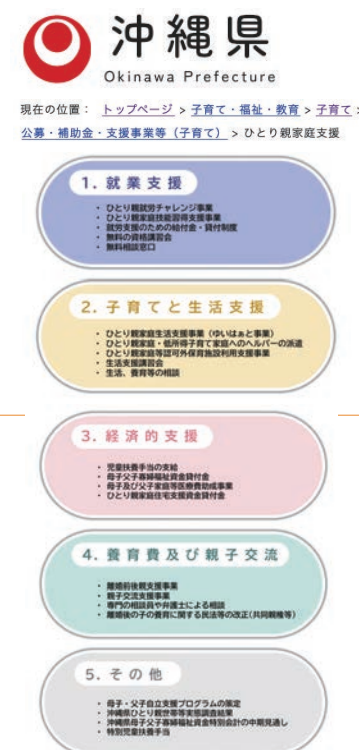 沖縄県
Okinawa Prefecture
現在の位置： トップページ > 子育て・福祉・教育 > 子育て >
公募・補助金・支援事業等（子育て） > ひとり親家庭支援
1. 就業支援
・ ひとり親就労チャレンジ事業
・ ひとり親家庭技能習得支援事業
・ 就労支援のための給付金・貸付制度
・ 無料の資格講習会
・ 無料相談窓口
2. 子育てと生活支援
・ ひとり親家庭生活支援事業（ゆいはぁと事業）
・ ひとり親家庭・低所得子育て家庭へのヘルパーの派遣
・ ひとり親家庭等認可外保育施設利用支援事業
・ 生活支援講習会
・ 生活、養育等の相談
3. 経済的支援
・ 児童扶養手当の支給
・ 母子父子寡婦福祉資金貸付金
・ 母子及び父子家庭等医療費助成事業
・ ひとり親家庭住宅支援資金貸付金
4. 養育費及び親子交流
・ 離婚前後親支援事業
・ 親子交流支援事業
・ 専門の相談員や弁護士による相談
・ 離婚後の子の養育に関する民法等の改正(共同親権等)
5. その他
・ 母子・父子自立支援プログラムの策定
・ 沖縄県ひとり親世帯等実態調査結果
・ 沖縄県母子父子寡婦福祉資金特別会計の中期見通し
・ 特別児童扶養手当